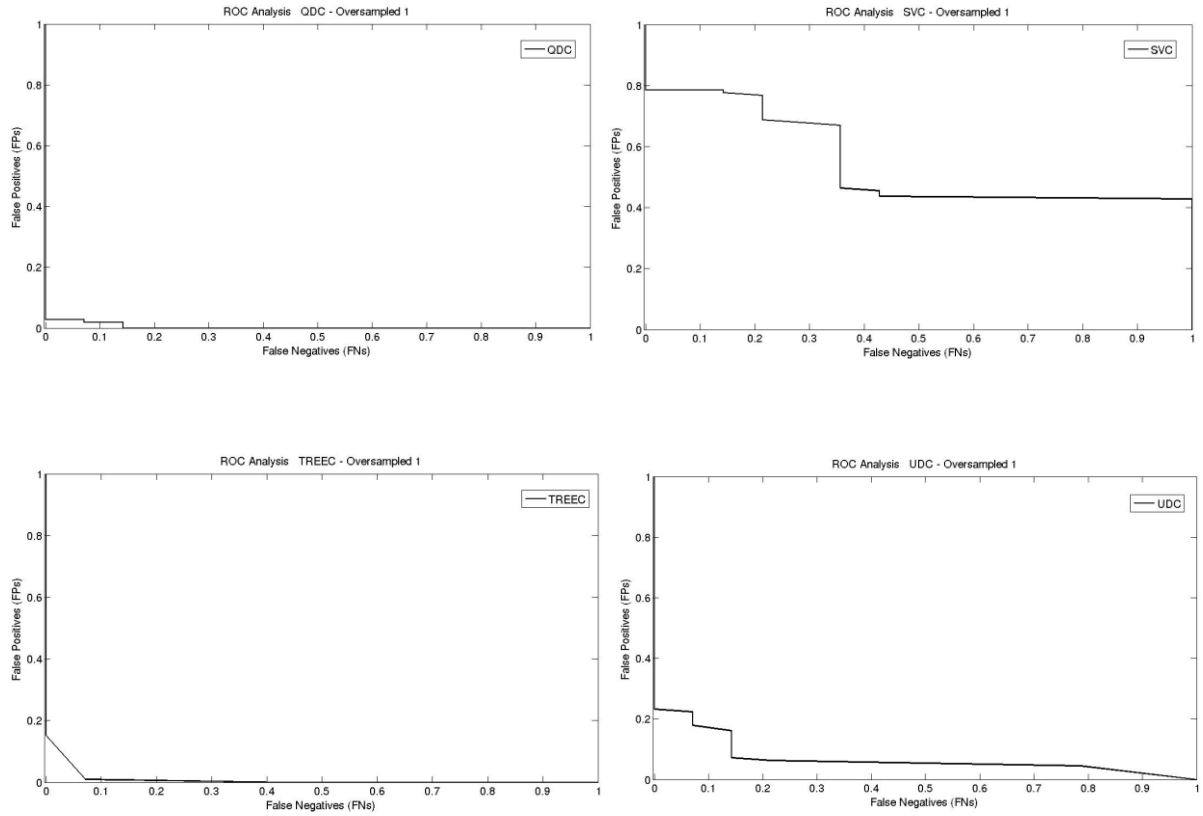 ROC Analysis QDC - Oversampled 1
QDC
False Positives (FPs)
1
0.8
0.6
0.4
0.2
0
0 0.1 0.2 0.3 0.4 0.5 0.6 0.7 0.8 0.9 1
False Negatives (FNs)
ROC Analysis SVC - Oversampled 1
SVC
False Positives (FPs)
1
0.8
0.6
0.4
0.2
0
0 0.1 0.2 0.3 0.4 0.5 0.6 0.7 0.8 0.9 1
False Negatives (FNs)
ROC Analysis TREEC - Oversampled 1
TREEC
False Positives (FPs)
1
0.8
0.6
0.4
0.2
0
0 0.1 0.2 0.3 0.4 0.5 0.6 0.7 0.8 0.9 1
False Negatives (FNs)
ROC Analysis UDC - Oversampled 1
UDC
False Positives (FPs)
1
0.8
0.6
0.4
0.2
0
0 0.1 0.2 0.3 0.4 0.5 0.6 0.7 0.8 0.9 1
False Negatives (FNs)